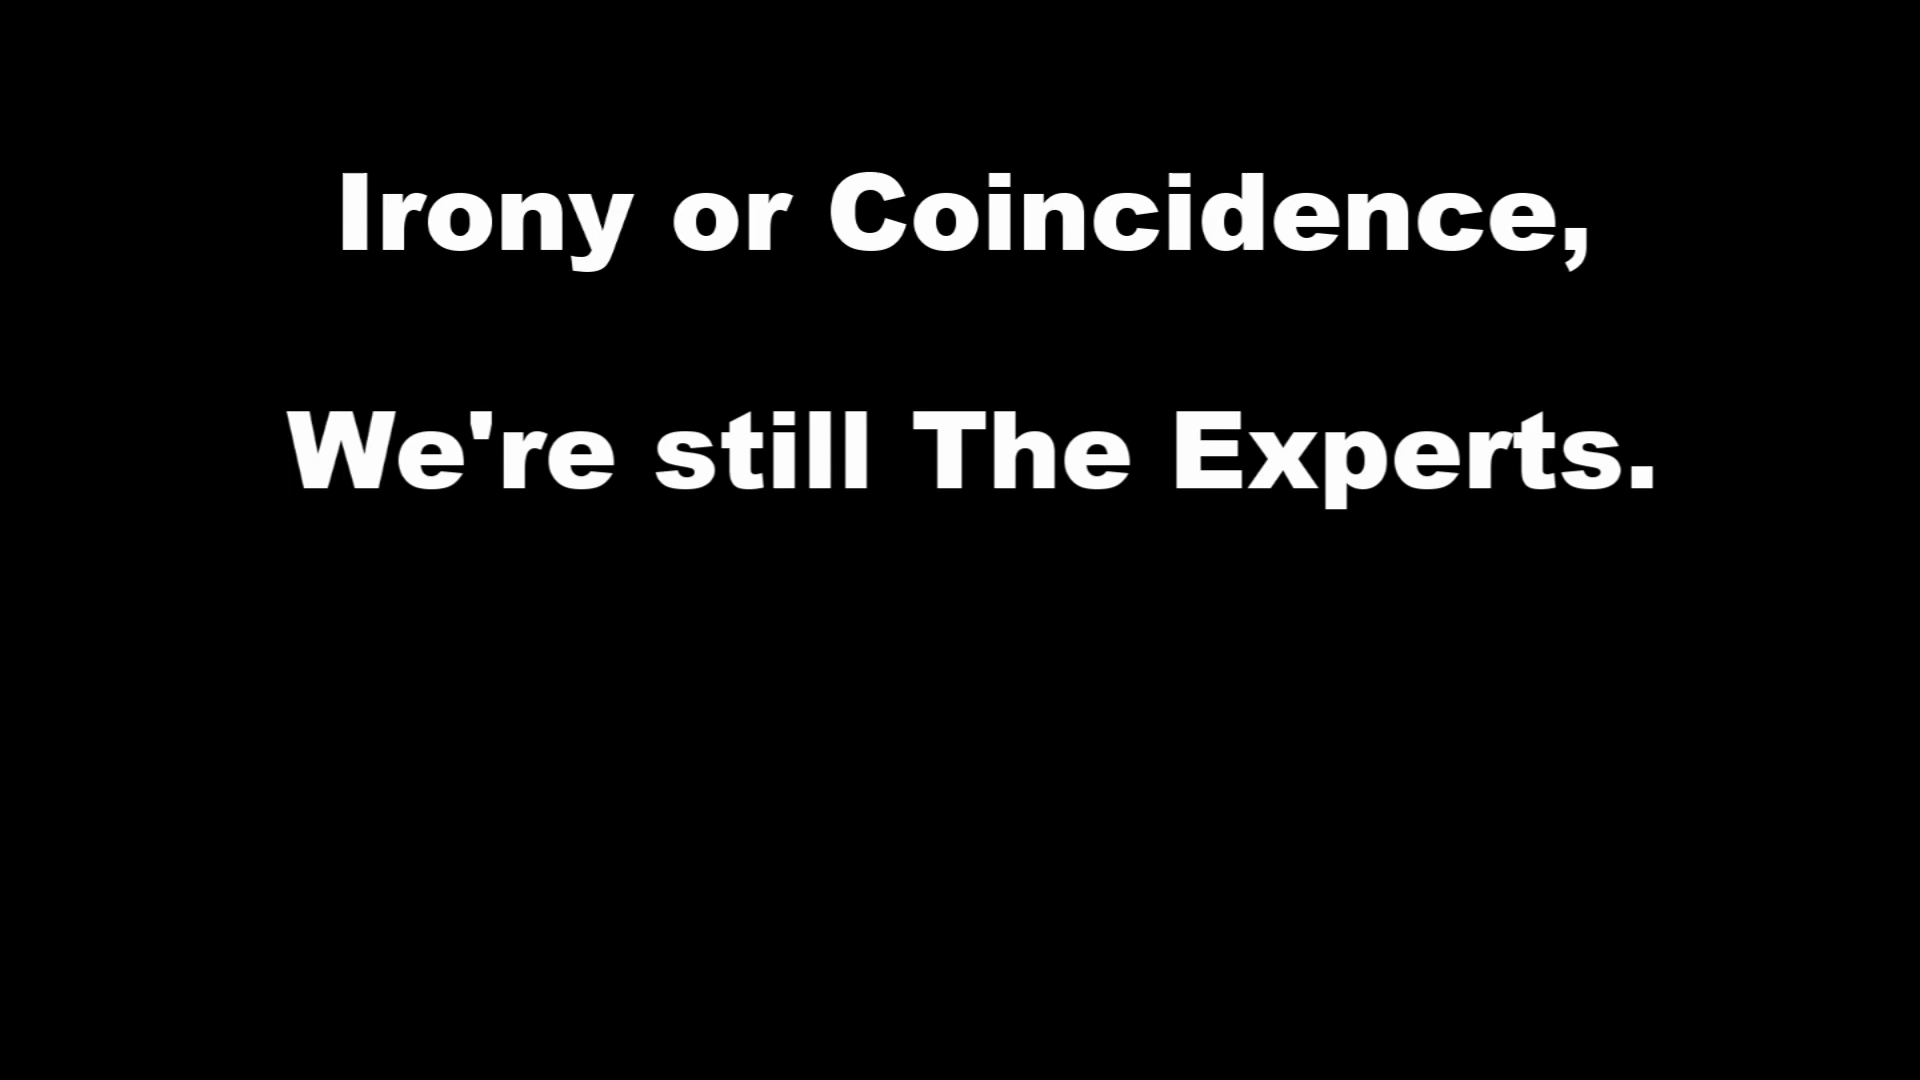 Irony or Coincidence,
We're still The Experts.